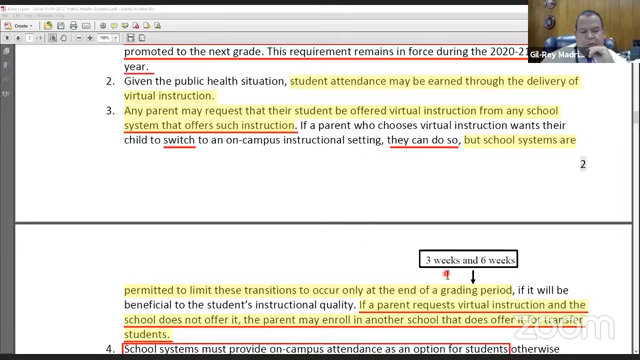 Create
Gil-Rey Madri...
promoted to the next grade. This requirement remains in force during the 2020-21
year.
2. Given the public health situation, student attendance may be earned through the delivery of
virtual instruction.
3. Any parent may request that their student be offered virtual instruction from any school
system that offers such instruction. If a parent who chooses virtual instruction wants their
child to switch to an on-campus instructional setting, they can do so, but school systems are
2
3 weeks and 6 weeks
permitted to limit these transitions to occur only at the end of a grading period, if it will be
beneficial to the student's instructional quality. If a parent requests virtual instruction and the
school does not offer it, the parent may enroll in another school that does offer it for transfer
students.
zoom
4. School systems must provide on-campus attendance as an option for students otherwise